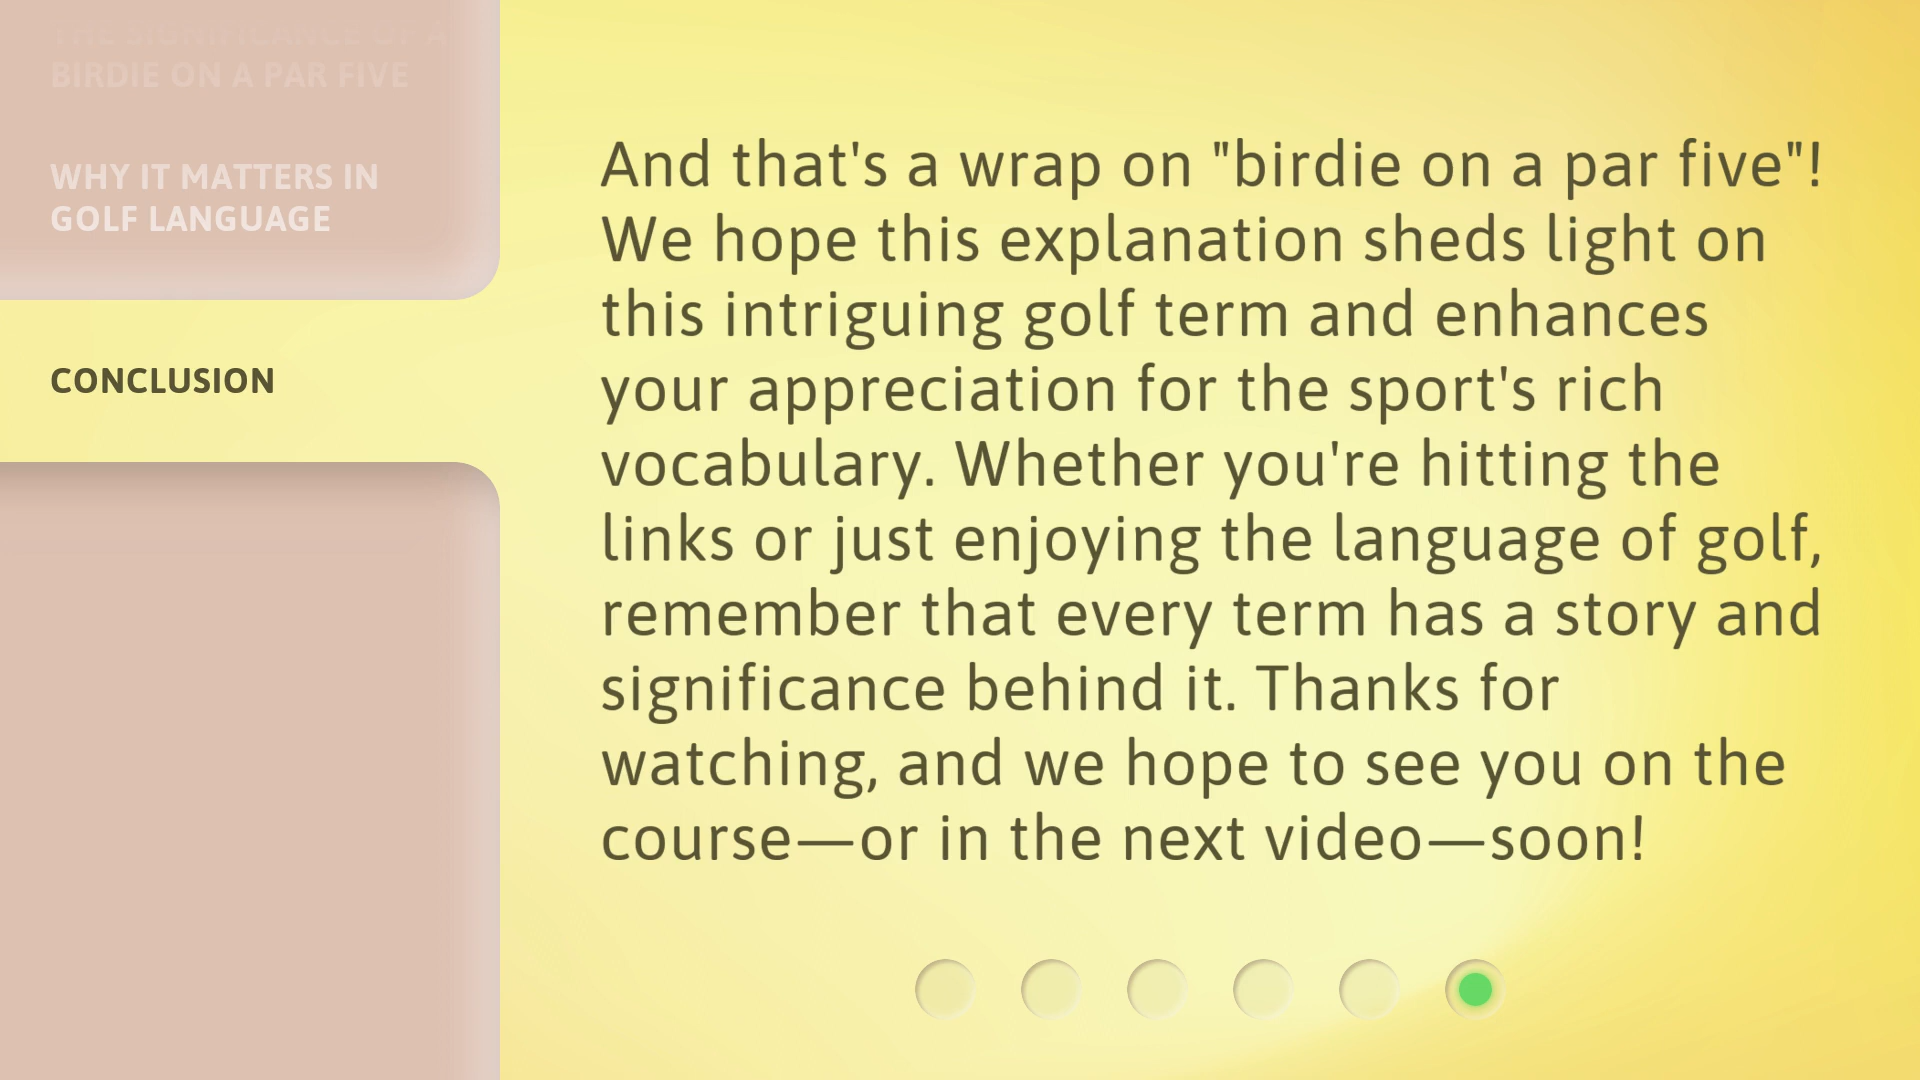 THE SIGNIFICANCE OF A
BIRDIE ON A PAR FIVE
WHY IT MATTERS IN
GOLF LANGUAGE
CONCLUSION
And that's a wrap on "birdie on a par five"!
We hope this explanation sheds light on
this intriguing golf term and enhances
your appreciation for the sport's rich
vocabulary. Whether you're hitting the
links or just enjoying the language of golf,
remember that every term has a story and
significance behind it. Thanks for
watching, and we hope to see you on the
course—or in the next video—soon!